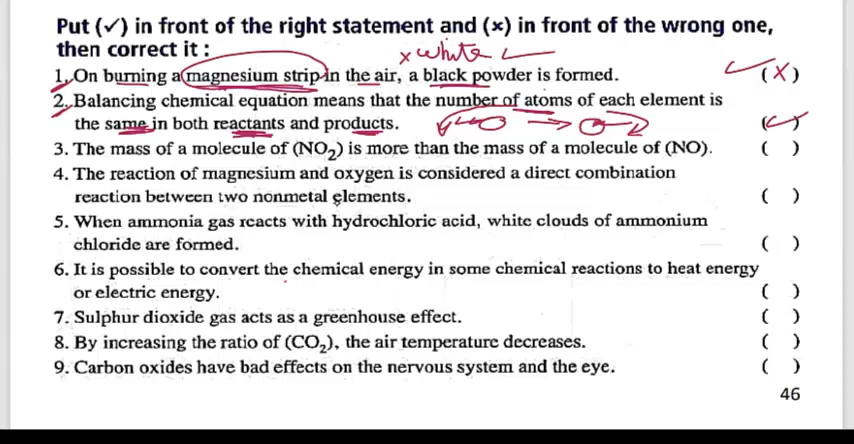 Put (✓) in front of the right statement and (×) in front of the wrong one,
then correct it :
x white
1. On burning a magnesium strip in the air, a black powder is formed. (X)
2. Balancing chemical equation means that the number of atoms of each element is
the same in both reactants and products. (✓)
3. The mass of a molecule of (NO₂) is more than the mass of a molecule of (NO). ( )
4. The reaction of magnesium and oxygen is considered a direct combination
reaction between two nonmetal elements. ( )
5. When ammonia gas reacts with hydrochloric acid, white clouds of ammonium
chloride are formed. ( )
6. It is possible to convert the chemical energy in some chemical reactions to heat energy
or electric energy. ( )
7. Sulphur dioxide gas acts as a greenhouse effect. ( )
8. By increasing the ratio of (CO₂), the air temperature decreases. ( )
9. Carbon oxides have bad effects on the nervous system and the eye. ( )
46